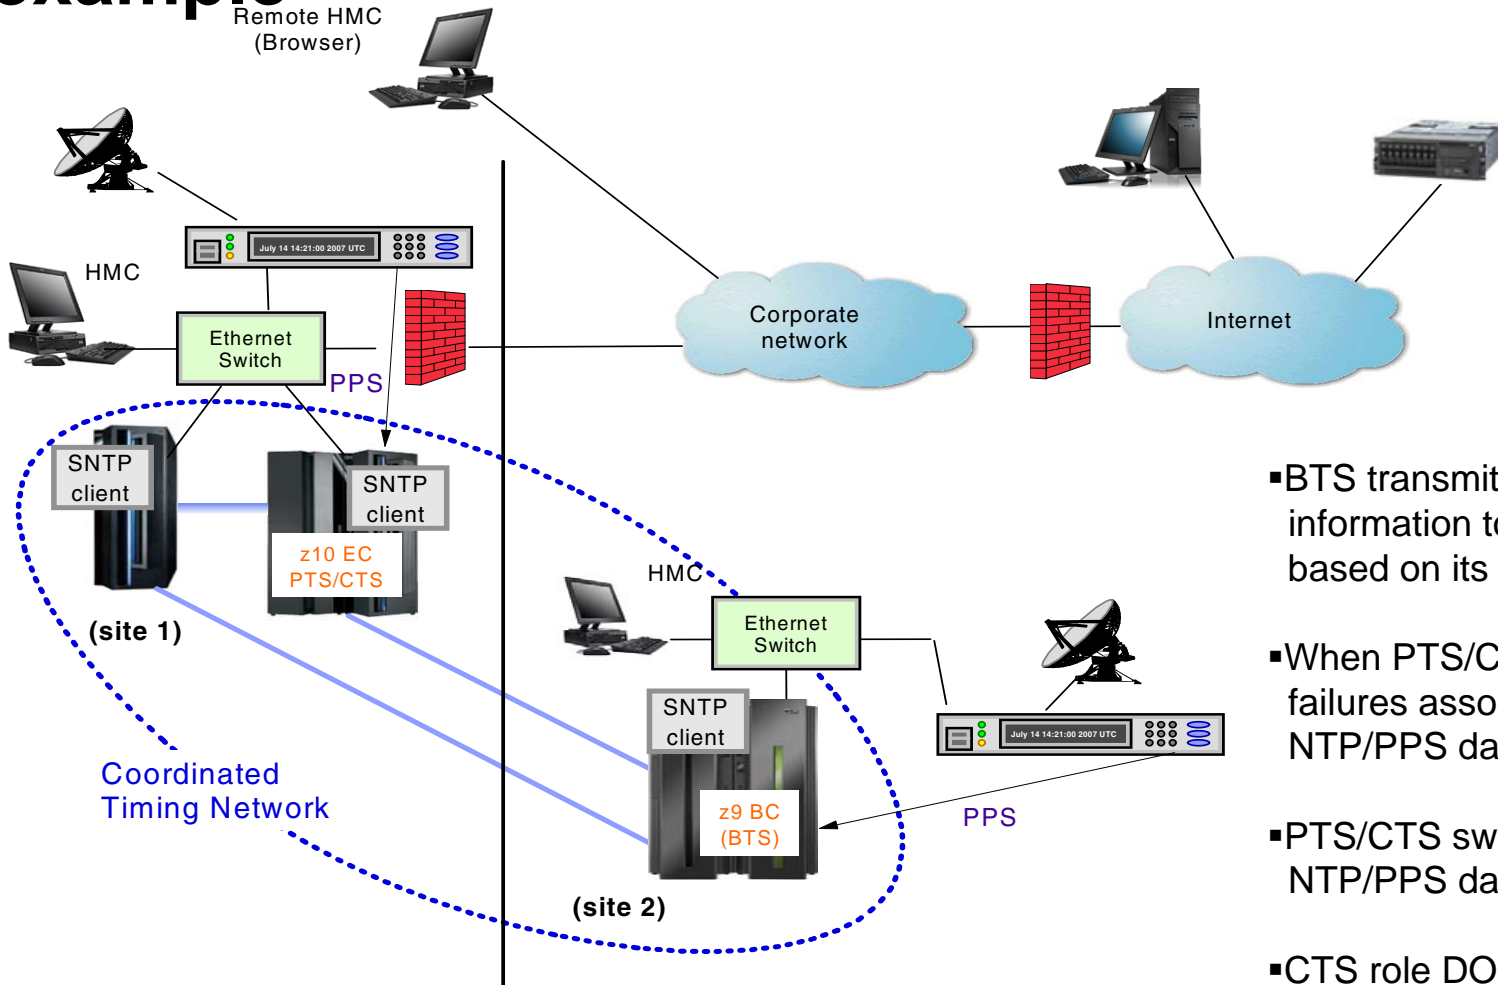 example
Remote HMC
(Browser)
July 14 14:21:00 2007 UTC
HMC
Ethernet
Switch
PPS
Corporate
network
Internet
SNTP
client
SNTP
client
z10 EC
PTS/CTS
(site 1)
HMC
Ethernet
Switch
SNTP
client
July 14 14:21:00 2007 UTC
Coordinated
Timing Network
z9 BC
(BTS)
PPS
(site 2)
▪BTS transmit
information to
based on its
▪When PTS/C
failures asso
NTP/PPS da
▪PTS/CTS sw
NTP/PPS da
▪CTS role DO